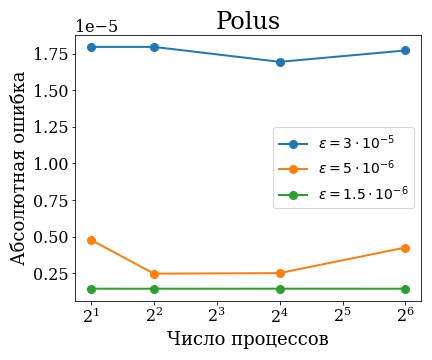 Polus
1e−5
Абсолютная ошибка
1.75
1.50
1.25
1.00
0.75
0.50
0.25
ε = 3 · 10⁻⁵
ε = 5 · 10⁻⁶
ε = 1.5 · 10⁻⁶
2¹ 2² 2³ 2⁴ 2⁵ 2⁶
Число процессов